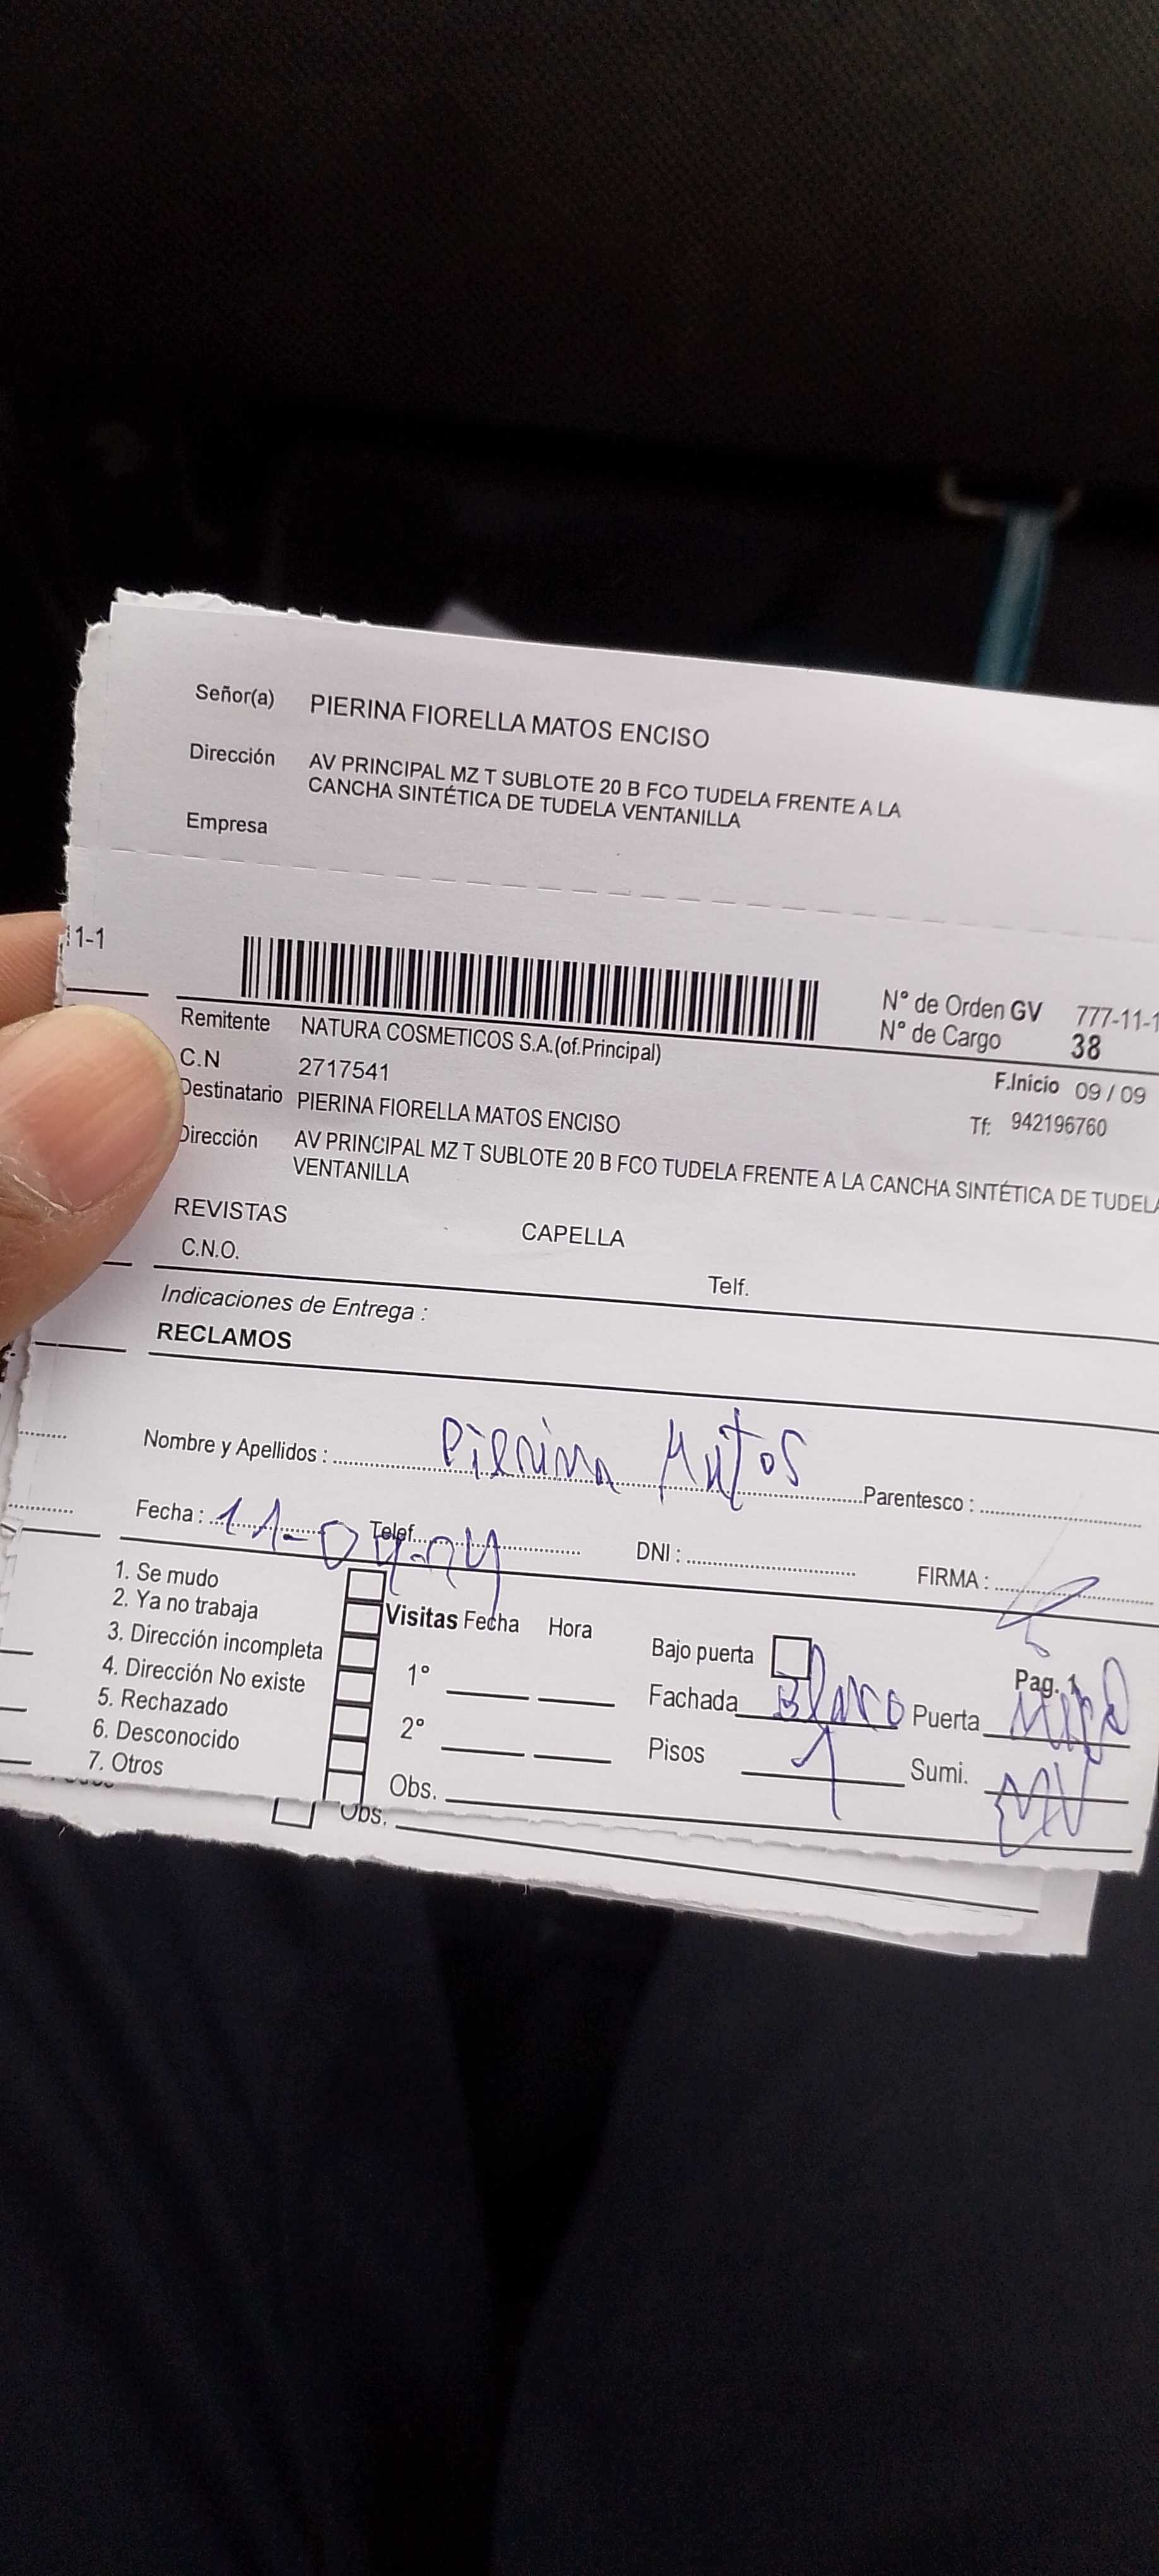 Señor(a) PIERINA FIORELLA MATOS ENCISO
Dirección AV PRINCIPAL MZ T SUBLOTE 20 B FCO TUDELA FRENTE A LA
CANCHA SINTÉTICA DE TUDELA VENTANILLA
Empresa
11-1
N° de Orden GV 777-11-1
N° de Cargo 38
Remitente NATURA COSMETICOS S.A.(of.Principal)
F.Inicio 09 / 09
C.N 2717541
Tf: 942196760
Destinatario PIERINA FIORELLA MATOS ENCISO
Dirección AV PRINCIPAL MZ T SUBLOTE 20 B FCO TUDELA FRENTE A LA CANCHA SINTÉTICA DE TUDELA
VENTANILLA
REVISTAS CAPELLA
C.N.O. Telf.
Indicaciones de Entrega :
RECLAMOS
Nombre y Apellidos : Pierina Matos Parentesco :
Fecha : Telef. DNI : FIRMA :
1. Se mudo
2. Ya no trabaja
3. Dirección incompleta
4. Dirección No existe
5. Rechazado
6. Desconocido
7. Otros
Visitas Fecha Hora
1°
2°
Obs.
Bajo puerta Pag. 1
Fachada Blanco Puerta
Pisos 1 Sumi.
Obs.